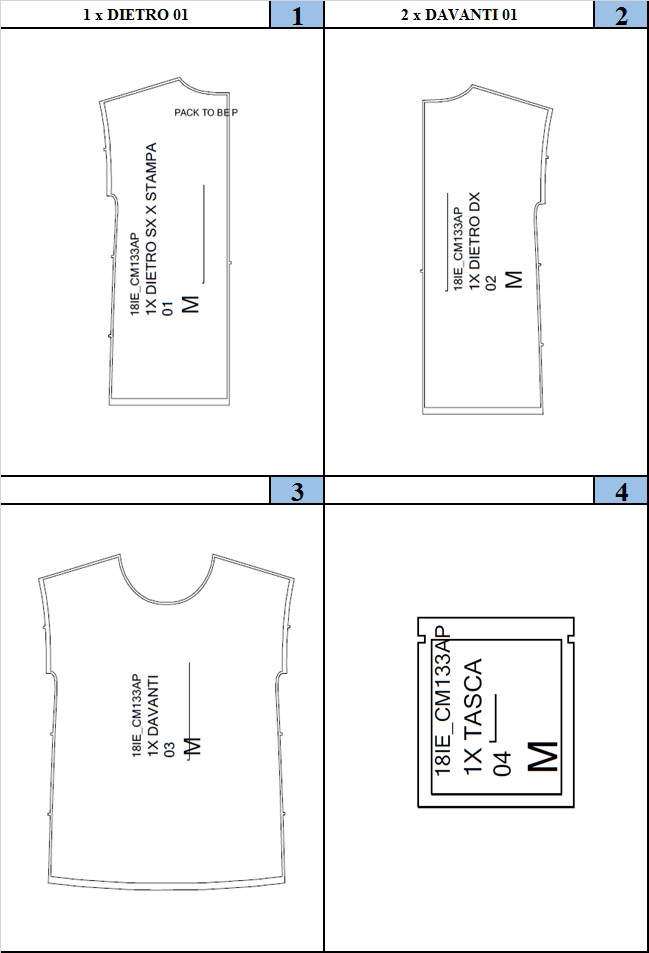 1 x DIETRO 01
1
2 x DAVANTI 01
2
PACK TO BE P
18IE_CM133AP
1X DIETRO SX X STAMPA
01
M
18IE_CM133AP
1X DIETRO DX
02
M
3
4
18IE_CM133AP
1X DAVANTI
03
M
18IE_CM133AP
1X TASCA
04
M